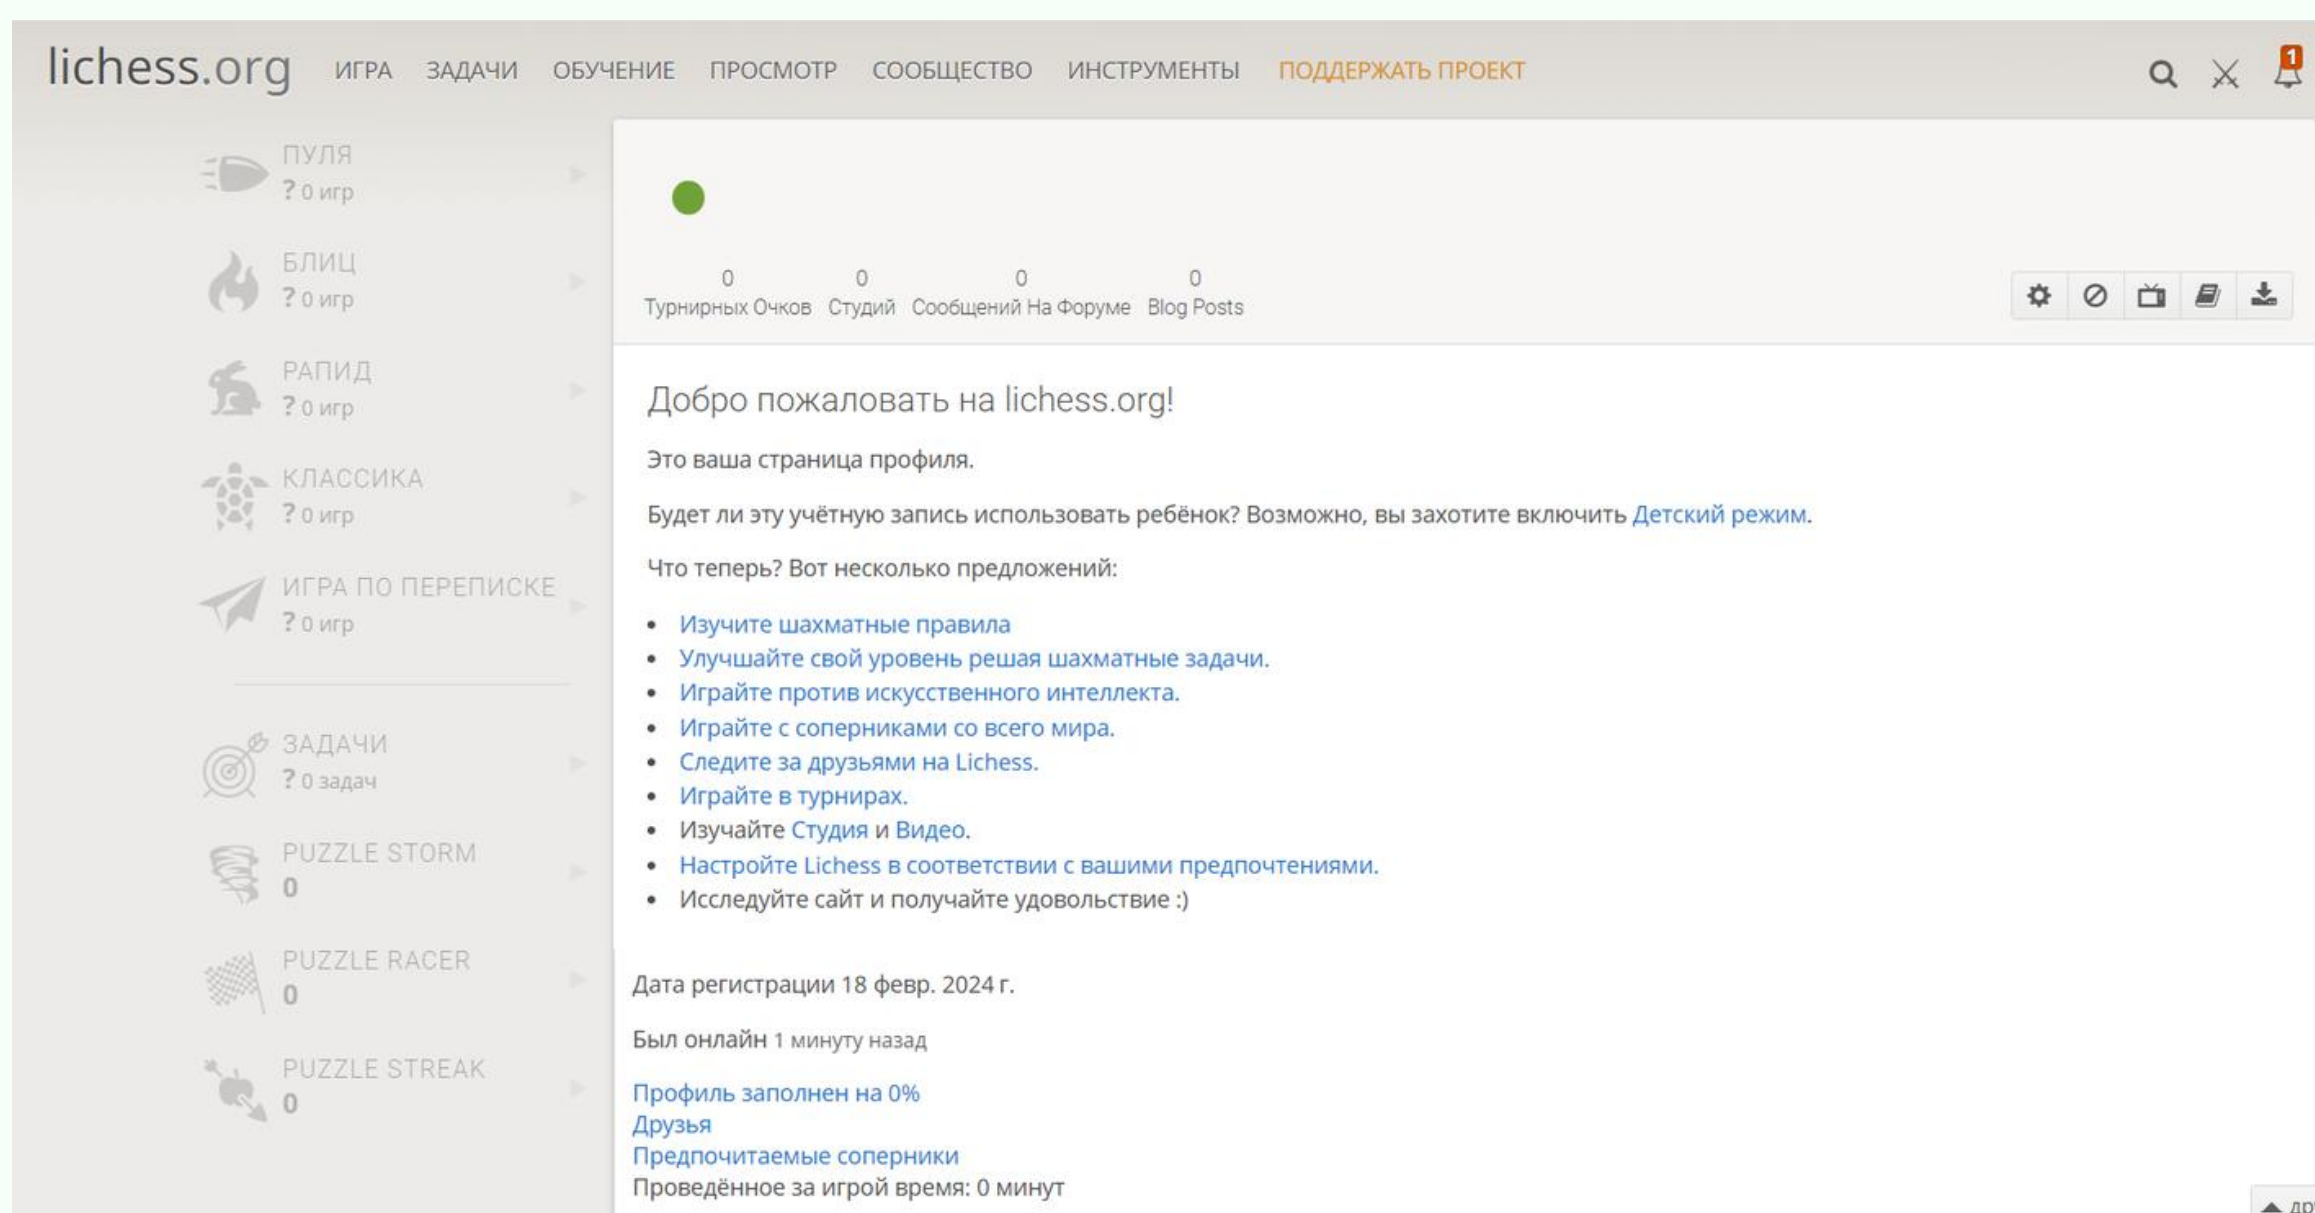 lichess.org ИГРА ЗАДАЧИ ОБУЧЕНИЕ ПРОСМОТР СООБЩЕСТВО ИНСТРУМЕНТЫ ПОДДЕРЖАТЬ ПРОЕКТ 1
ПУЛЯ
? 0 игр
БЛИЦ
? 0 игр
РАПИД
? 0 игр
КЛАССИКА
? 0 игр
ИГРА ПО ПЕРЕПИСКЕ
? 0 игр
ЗАДАЧИ
? 0 задач
PUZZLE STORM
0
PUZZLE RACER
0
PUZZLE STREAK
0
0 0 0 0
Турнирных Очков Студий Сообщений На Форуме Blog Posts
Добро пожаловать на lichess.org!
Это ваша страница профиля.
Будет ли эту учётную запись использовать ребёнок? Возможно, вы захотите включить Детский режим.
Что теперь? Вот несколько предложений:
• Изучите шахматные правила
• Улучшайте свой уровень решая шахматные задачи.
• Играйте против искусственного интеллекта.
• Играйте с соперниками со всего мира.
• Следите за друзьями на Lichess.
• Играйте в турнирах.
• Изучайте Студия и Видео.
• Настройте Lichess в соответствии с вашими предпочтениями.
• Исследуйте сайт и получайте удовольствие :)
Дата регистрации 18 февр. 2024 г.
Был онлайн 1 минуту назад
Профиль заполнен на 0%
Друзья
Предпочитаемые соперники
Проведённое за игрой время: 0 минут